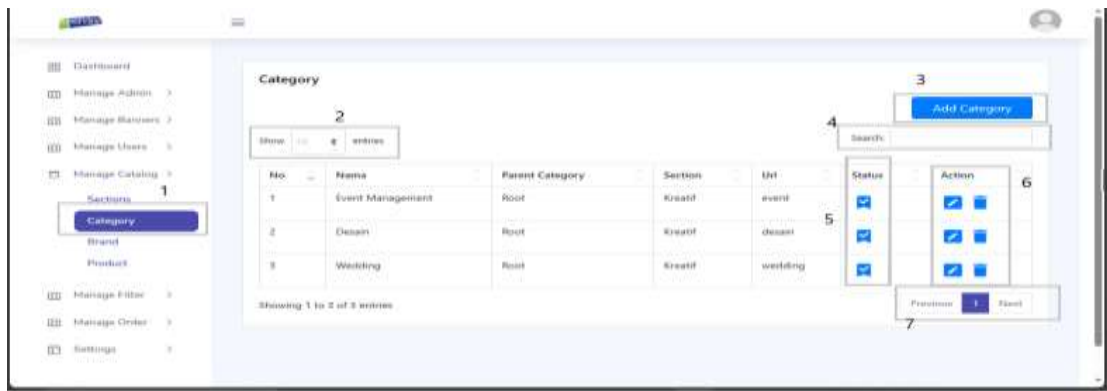 Dashboard
Manage Admin
Manage Banners
Manage Users
Manage Catalog
1
Sections
Category
Brand
Product
Manage Filter
Manage Order
Settings
Category
3
Add Category
2
Show 10 entries
4
Search:
No Nama Parent Category Section Url Status Action
6
1 Event Management Root Kreatif event
5
2 Desain Root Kreatif desain
3 Wedding Root Kreatif wedding
Showing 1 to 3 of 3 entries
Previous 1 Next
7